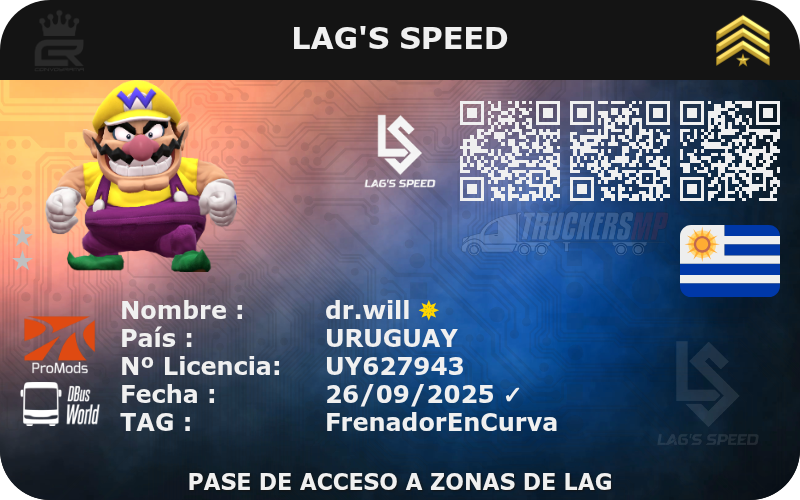 LAG'S SPEED
W
LAG'S SPEED
TRUCKERSMP
Nombre : dr.will
País : URUGUAY
Nº Licencia: UY627943
Fecha : 26/09/2025 ✓
TAG : FrenadorEnCurva
ProMods
DBus
World
LAG'S SPEED
PASE DE ACCESO A ZONAS DE LAG